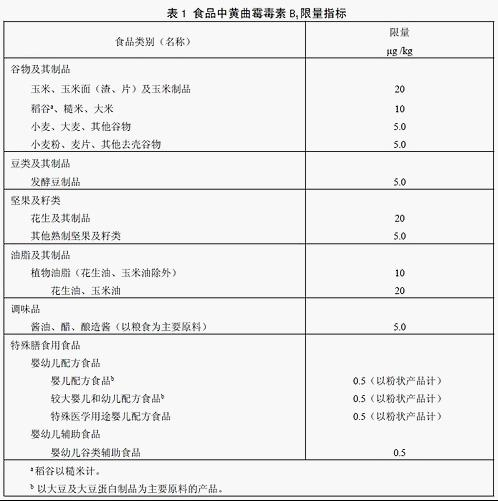 表 1 食品中黄曲霉毒素 B₁限量指标
食品类别（名称） 限量
μg /kg
谷物及其制品
玉米、玉米面（渣、片）及玉米制品 20
稻谷ᵃ、糙米、大米 10
小麦、大麦、其他谷物 5.0
小麦粉、麦片、其他去壳谷物 5.0
豆类及其制品
发酵豆制品 5.0
坚果及籽类
花生及其制品 20
其他熟制坚果及籽类 5.0
油脂及其制品
植物油脂（花生油、玉米油除外） 10
花生油、玉米油 20
调味品
酱油、醋、酿造酱（以粮食为主要原料） 5.0
特殊膳食用食品
婴幼儿配方食品
婴儿配方食品ᵇ 0.5（以粉状产品计）
较大婴儿和幼儿配方食品ᵇ 0.5（以粉状产品计）
特殊医学用途婴儿配方食品 0.5（以粉状产品计）
婴幼儿辅助食品
婴幼儿谷类辅助食品 0.5
ᵃ 稻谷以糙米计。
ᵇ 以大豆及大豆蛋白制品为主要原料的产品。